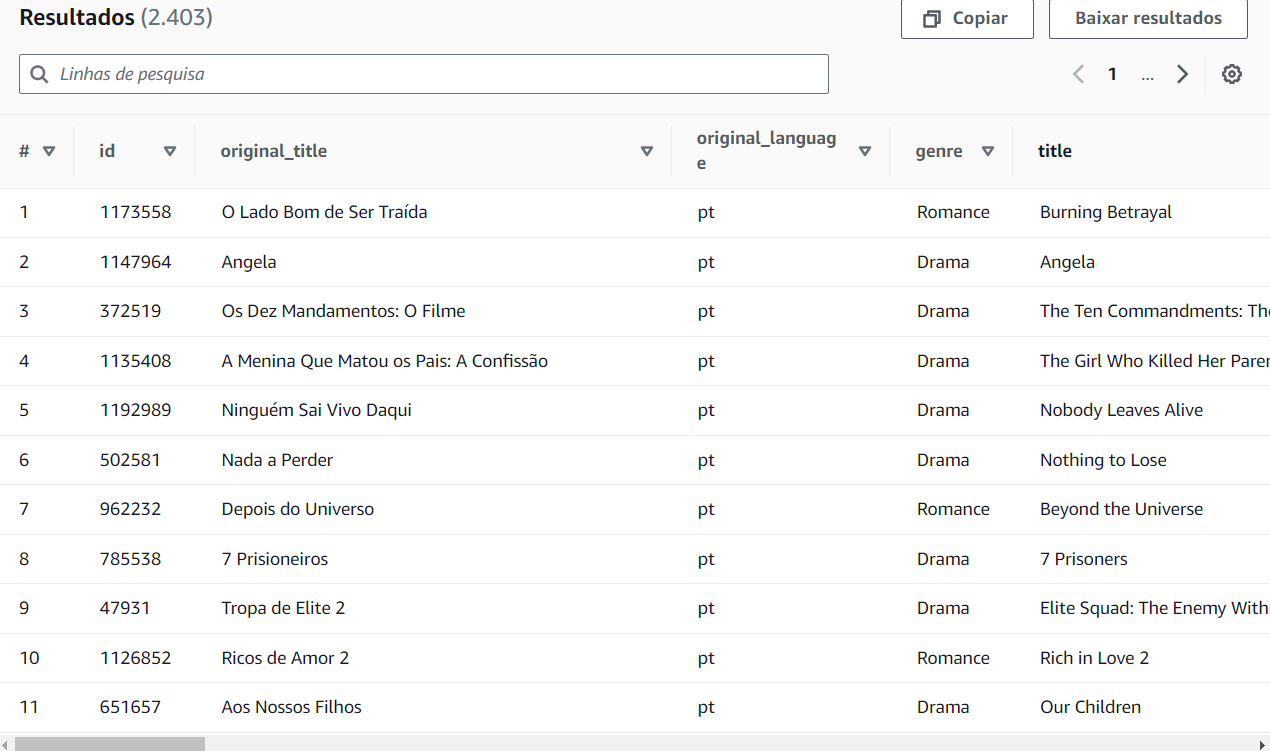 Resultados (2.403)
Copiar
Baixar resultados
Linhas de pesquisa
1 ...
# id original_title original_languag
e genre title
1 1173558 O Lado Bom de Ser Traída pt Romance Burning Betrayal
2 1147964 Angela pt Drama Angela
3 372519 Os Dez Mandamentos: O Filme pt Drama The Ten Commandments: The
4 1135408 A Menina Que Matou os Pais: A Confissão pt Drama The Girl Who Killed Her Paren
5 1192989 Ninguém Sai Vivo Daqui pt Drama Nobody Leaves Alive
6 502581 Nada a Perder pt Drama Nothing to Lose
7 962232 Depois do Universo pt Romance Beyond the Universe
8 785538 7 Prisioneiros pt Drama 7 Prisoners
9 47931 Tropa de Elite 2 pt Drama Elite Squad: The Enemy Withi
10 1126852 Ricos de Amor 2 pt Romance Rich in Love 2
11 651657 Aos Nossos Filhos pt Drama Our Children